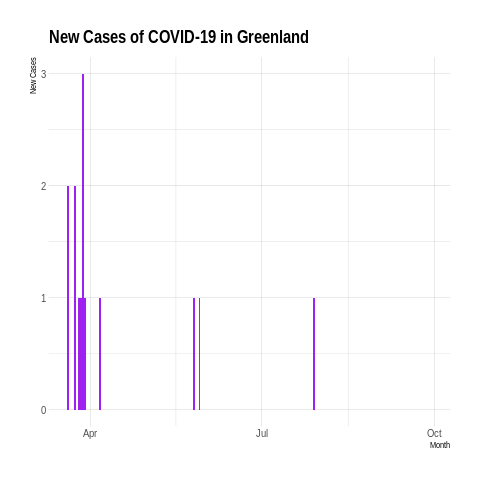 New Cases of COVID-19 in Greenland
New Cases
3
2
1
0
Apr
Jul
Oct
Month